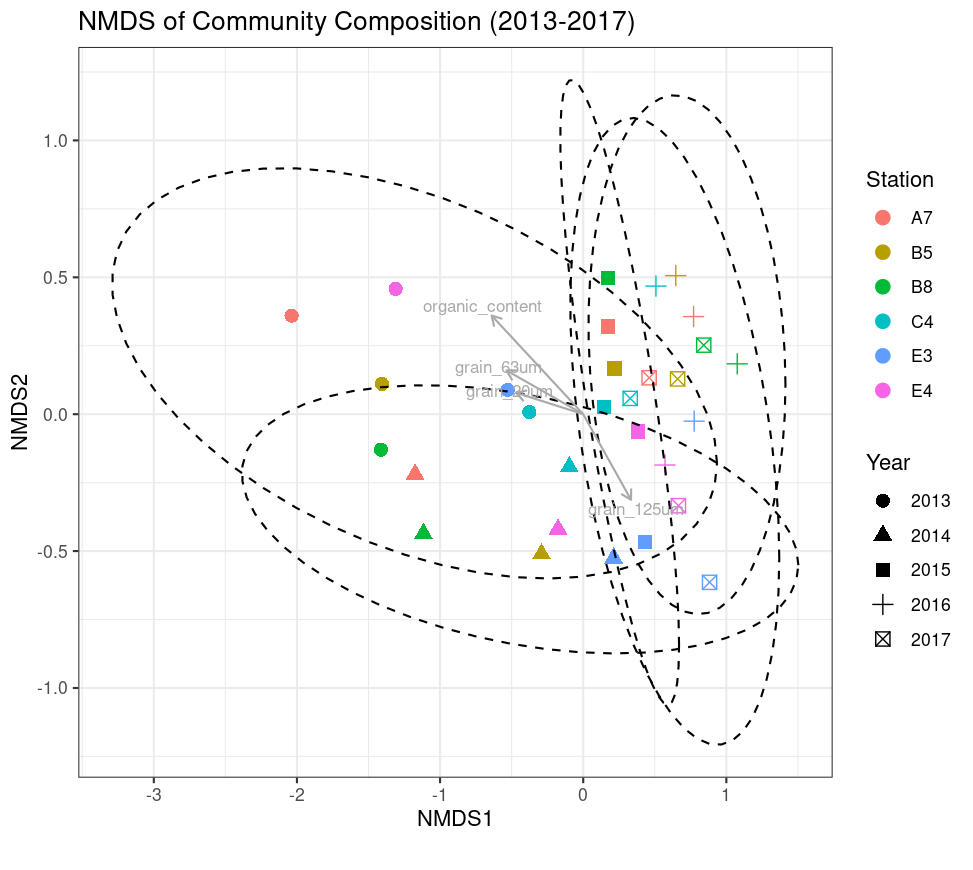 NMDS of Community Composition (2013-2017)
NMDS2
1.0
0.5
0.0
-0.5
-1.0
organic_content
grain_63um
grain_20um
grain_125um
-3
-2
-1
0
1
NMDS1
Station
A7
B5
B8
C4
E3
E4
Year
2013
2014
2015
2016
2017